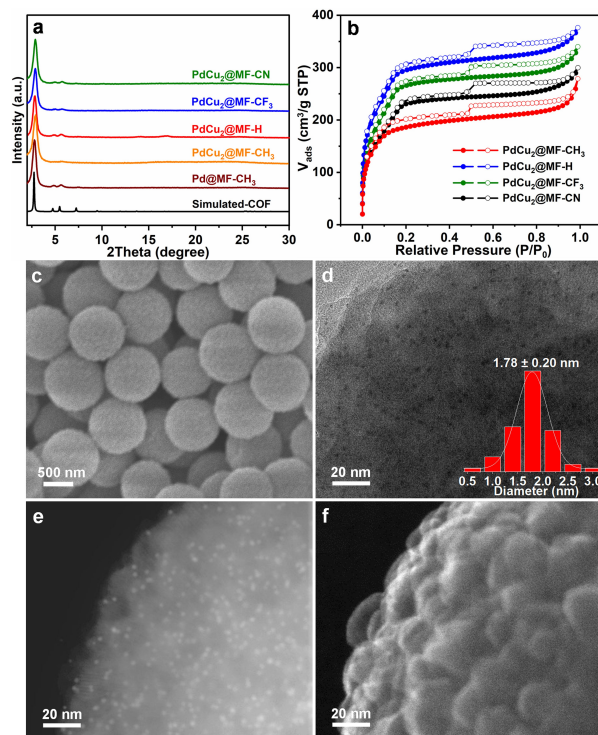 a
Intensity (a.u.)
PdCu₂@MF-CN
PdCu₂@MF-CF₃
PdCu₂@MF-H
PdCu₂@MF-CH₃
Pd@MF-CH₃
Simulated-COF
5 10 15 20 25 30
2Theta (degree)
b
V_ads (cm³/g STP)
400
300
200
100
0
PdCu₂@MF-CH₃
PdCu₂@MF-H
PdCu₂@MF-CF₃
PdCu₂@MF-CN
0.0 0.2 0.4 0.6 0.8 1.0
Relative Pressure (P/P₀)
c
500 nm
d
1.78 ± 0.20 nm
20 nm
0.5 1.0 1.5 2.0 2.5 3.0
Diameter (nm)
e
20 nm
f
20 nm